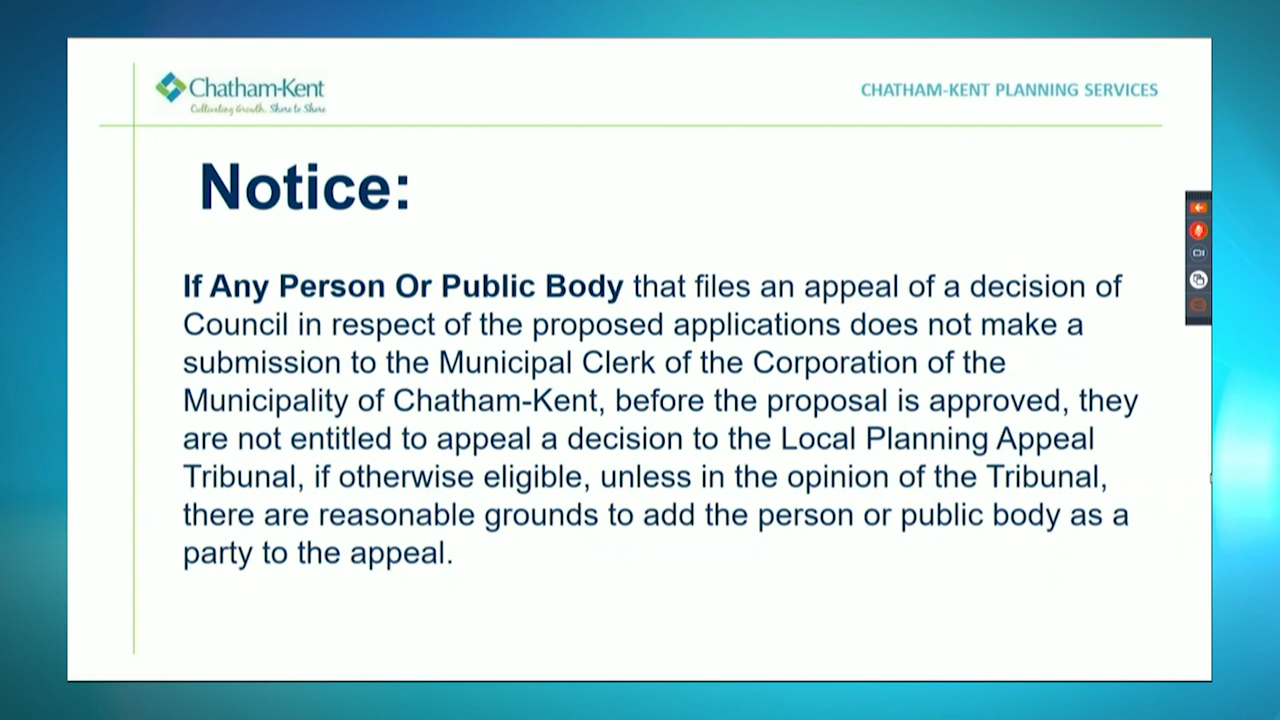 Chatham-Kent
Cultivating Growth. Shore to Shore
CHATHAM-KENT PLANNING SERVICES
Notice:
If Any Person Or Public Body that files an appeal of a decision of
Council in respect of the proposed applications does not make a
submission to the Municipal Clerk of the Corporation of the
Municipality of Chatham-Kent, before the proposal is approved, they
are not entitled to appeal a decision to the Local Planning Appeal
Tribunal, if otherwise eligible, unless in the opinion of the Tribunal,
there are reasonable grounds to add the person or public body as a
party to the appeal.